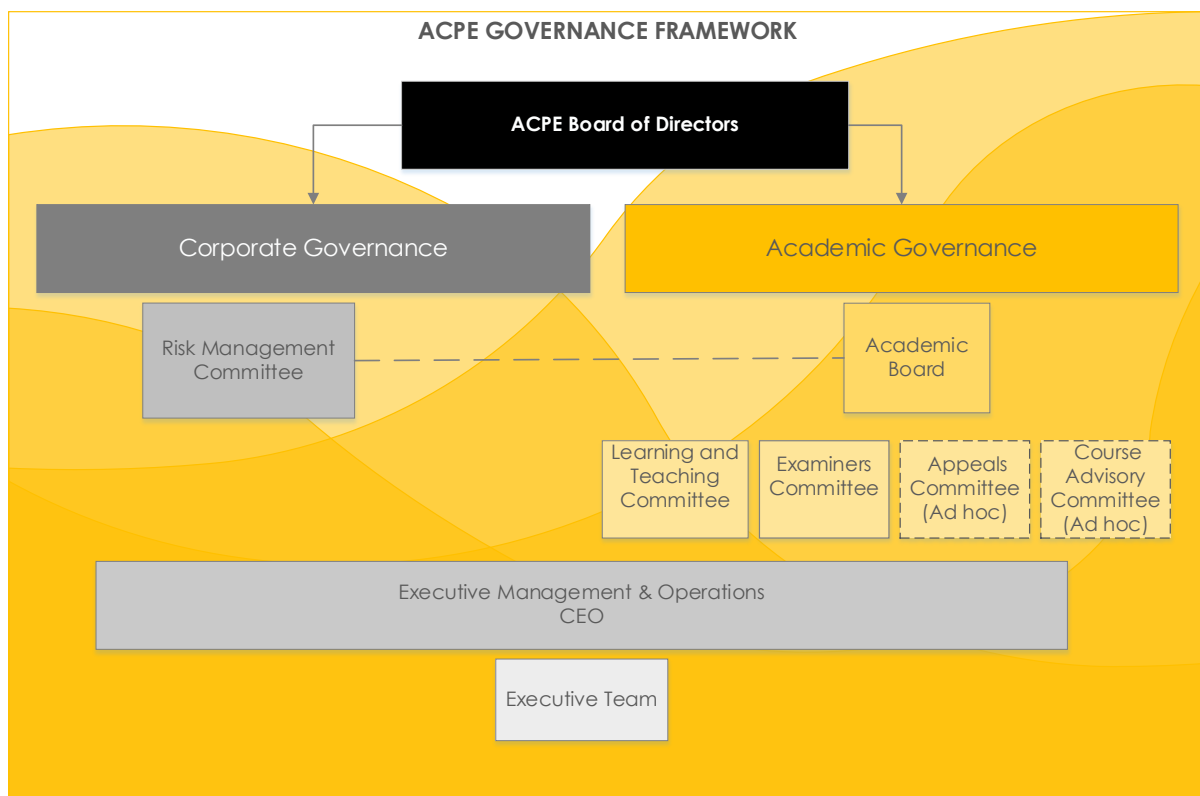 ACPE GOVERNANCE FRAMEWORK
ACPE Board of Directors
Corporate Governance
Academic Governance
Risk Management
Committee
Academic
Board
Learning and
Teaching
Committee
Examiners
Committee
Appeals
Committee
(Ad hoc)
Course
Advisory
Committee
(Ad hoc)
Executive Management & Operations
CEO
Executive Team